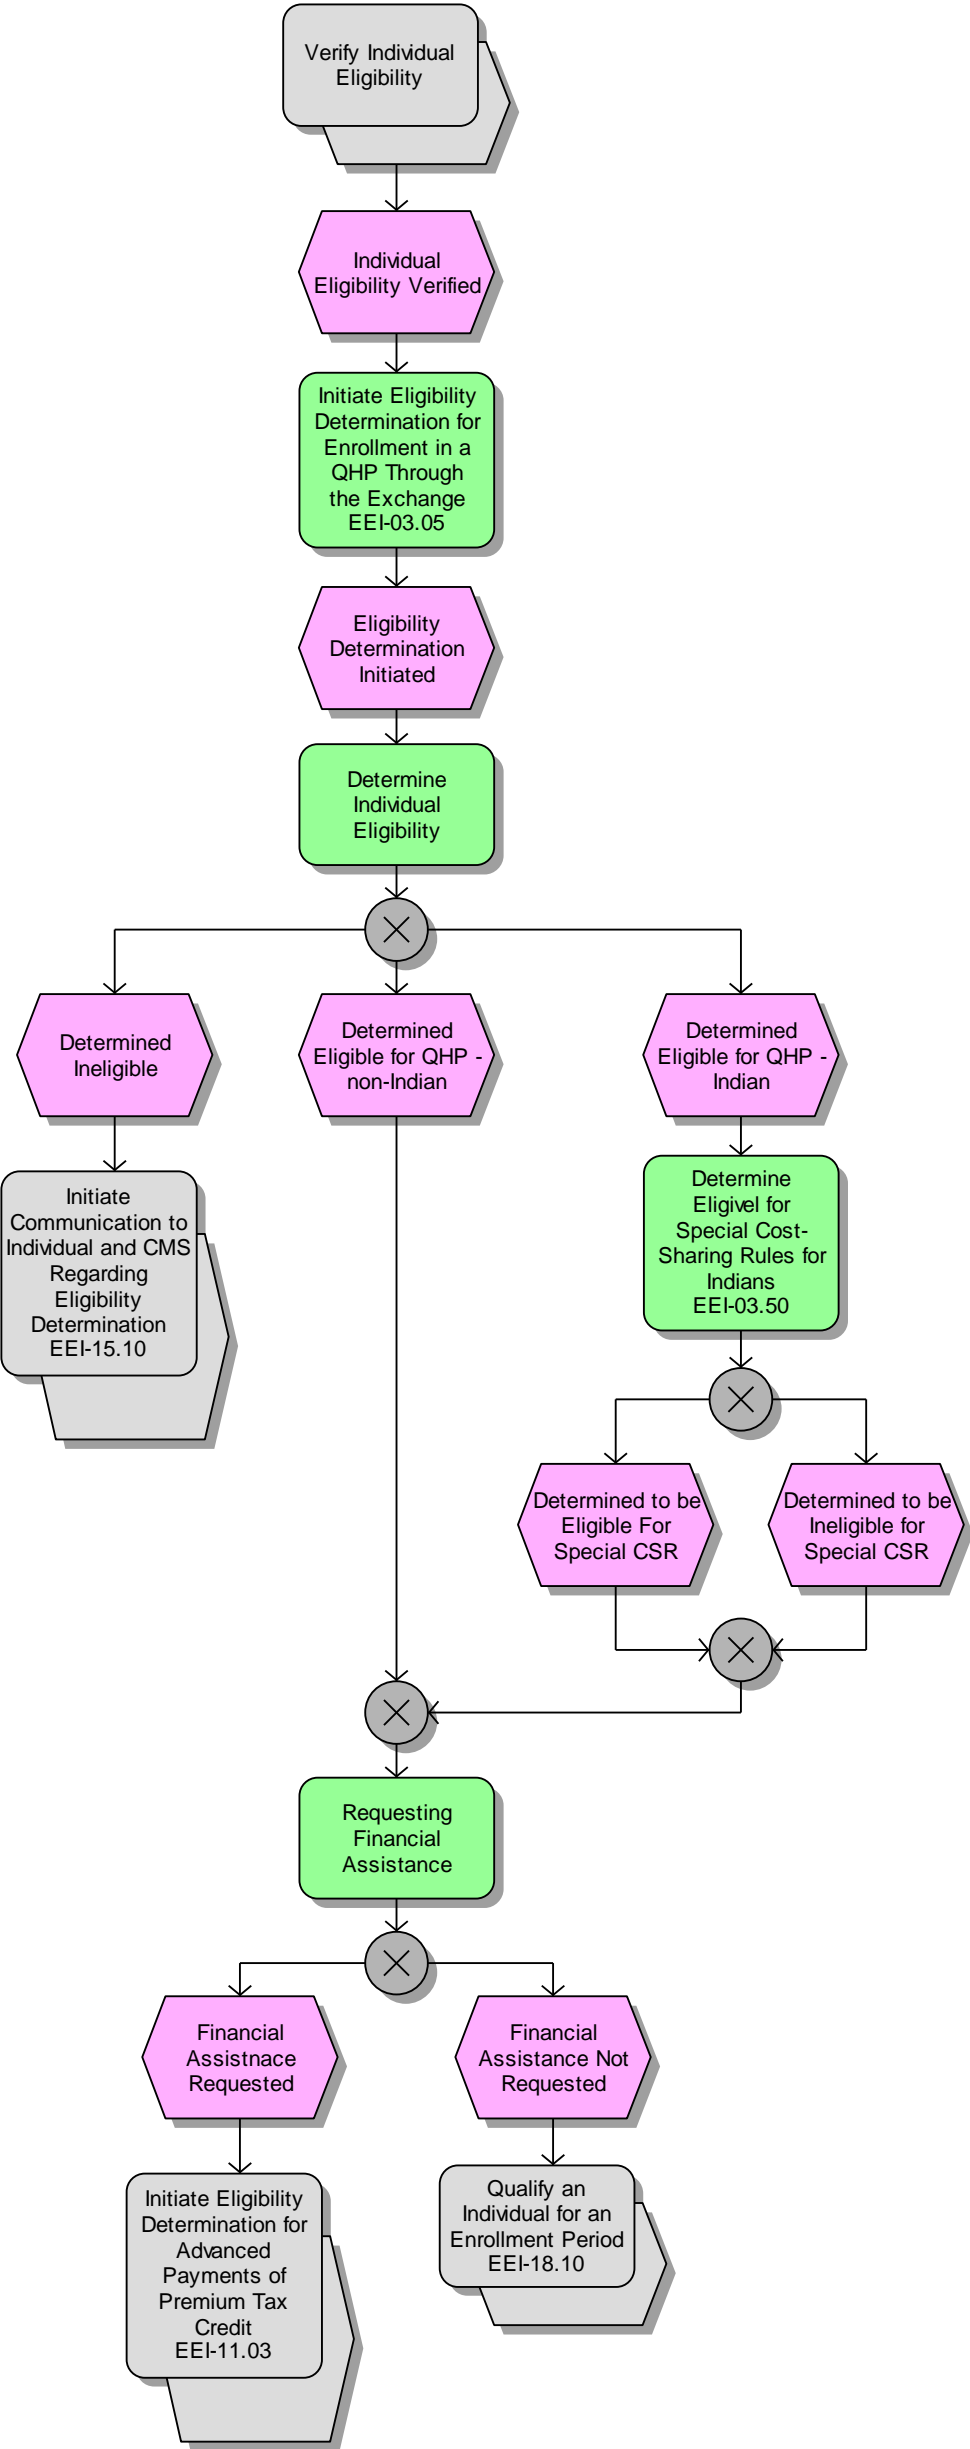 Verify Individual
Eligibility
Individual
Eligibility Verified
Initiate Eligibility
Determination for
Enrollment in a
QHP Through
the Exchange
EEI-03.05
Eligibility
Determination
Initiated
Determine
Individual
Eligibility
Determined
Ineligible
Determined
Eligible for QHP -
non-Indian
Determined
Eligible for QHP -
Indian
Initiate
Communication to
Individual and CMS
Regarding
Eligibility
Determination
EEI-15.10
Determine
Eligivel for
Special Cost-
Sharing Rules for
Indians
EEI-03.50
Determined to be
Eligible For
Special CSR
Determined to be
Ineligible for
Special CSR
Requesting
Financial
Assistance
Financial
Assistnace
Requested
Financial
Assistance Not
Requested
Initiate Eligibility
Determination for
Advanced
Payments of
Premium Tax
Credit
EEI-11.03
Qualify an
Individual for an
Enrollment Period
EEI-18.10